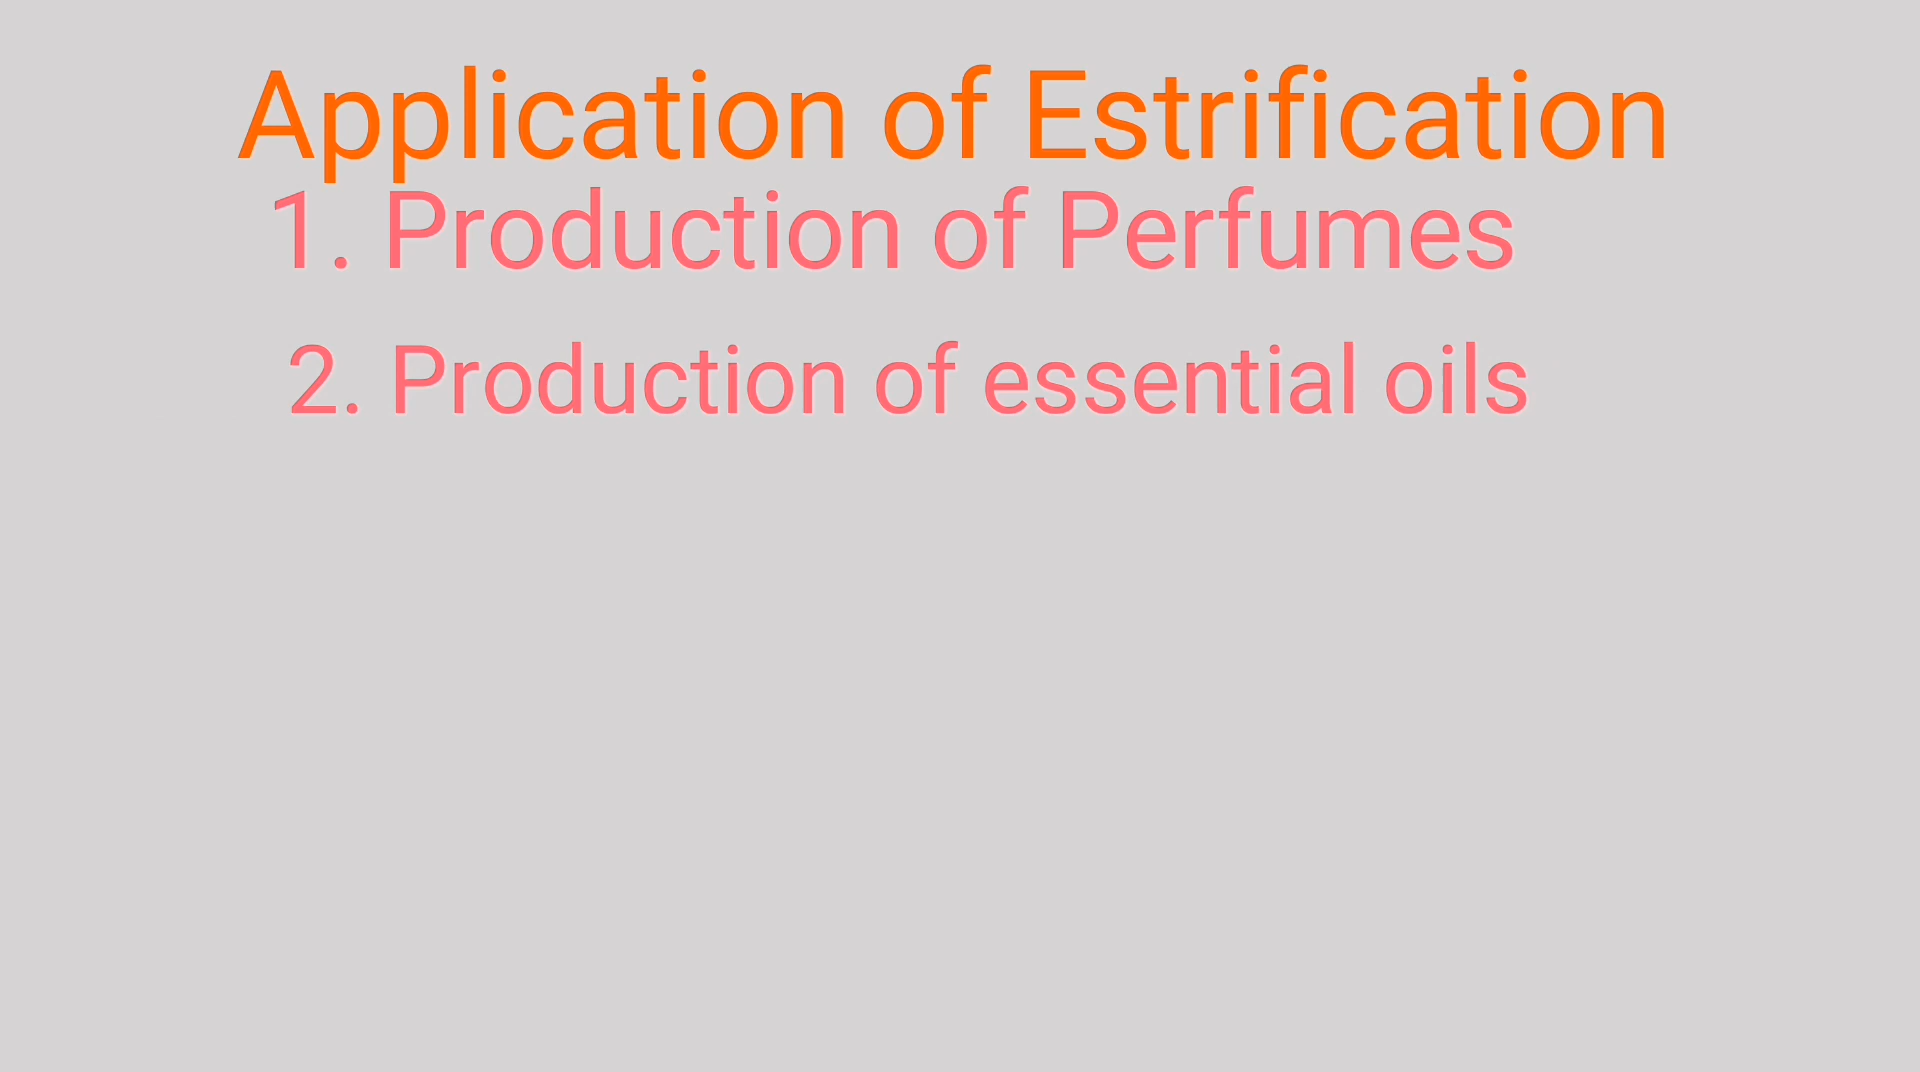 Application of Estrification
1. Production of Perfumes
2. Production of essential oils